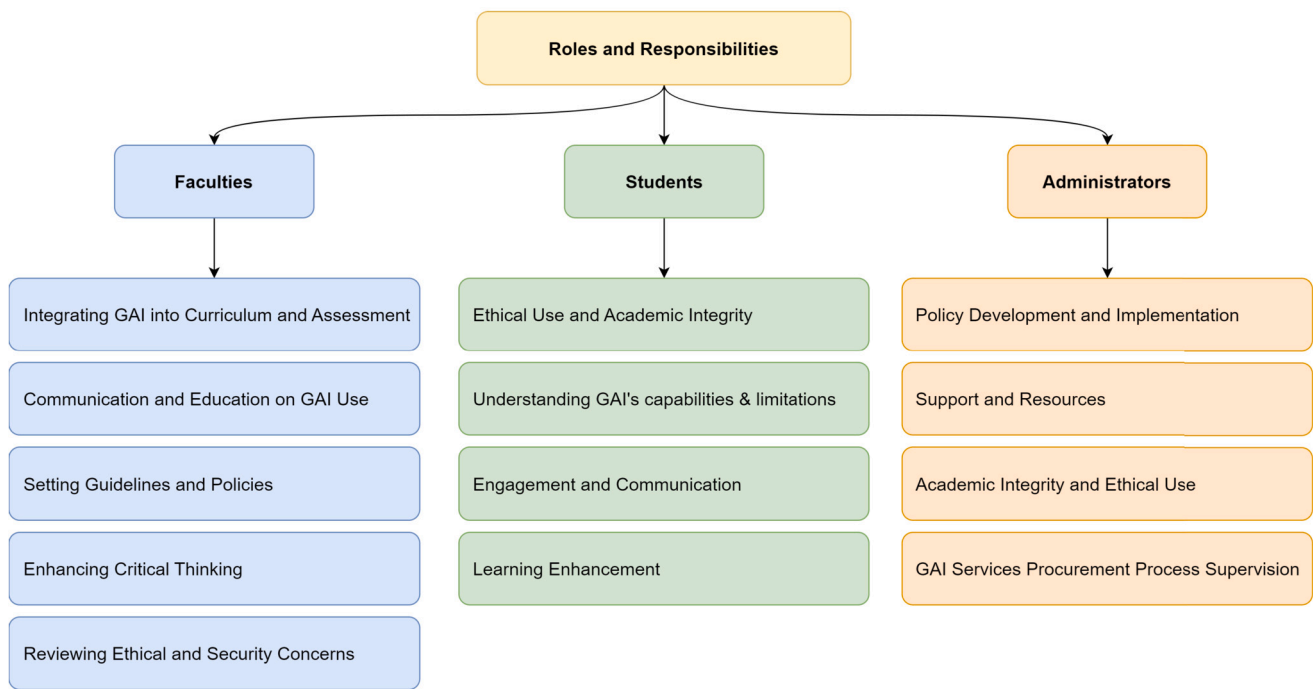 Roles and Responsibilities
Faculties
Students
Administrators
Integrating GAI into Curriculum and Assessment
Communication and Education on GAI Use
Setting Guidelines and Policies
Enhancing Critical Thinking
Reviewing Ethical and Security Concerns
Ethical Use and Academic Integrity
Understanding GAI's capabilities & limitations
Engagement and Communication
Learning Enhancement
Policy Development and Implementation
Support and Resources
Academic Integrity and Ethical Use
GAI Services Procurement Process Supervision